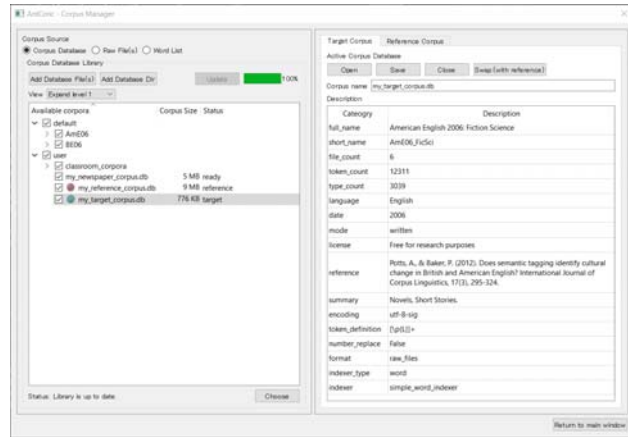 AntConc - Corpus Manager
Corpus Source
Corpus Database Raw File(s) Word List
Corpus Database Library
Add Database File(s) Add Database Dir Update 100%
View Expand level 1
Available corpora Corpus Size Status
default
AmE06
BE06
user
classroom_corpora
my_newspaper_corpus.db 5 MB ready
my_reference_corpus.db 9 MB reference
my_target_corpus.db 776 KB target
Status: Library is up to date. Choose
Target Corpus Reference Corpus
Active Corpus Database
Open Save Close Swap (with reference)
Corpus name my_target_corpus.db
Description
Cateogry Description
full_name American English 2006: Fiction Science
short_name AmE06_FicSci
file_count 6
token_count 12311
type_count 3039
language English
date 2006
mode written
license Free for research purposes
reference Potts, A., & Baker, P. (2012). Does semantic tagging identify cultural
change in British and American English? International Journal of
Corpus Linguistics, 17(3), 295-324.
summary Novels, Short Stories.
encoding utf-8-sig
token_definition [\p{L}]+
number_replace False
format raw_files
indexer_type word
indexer simple_word_indexer
Return to main window